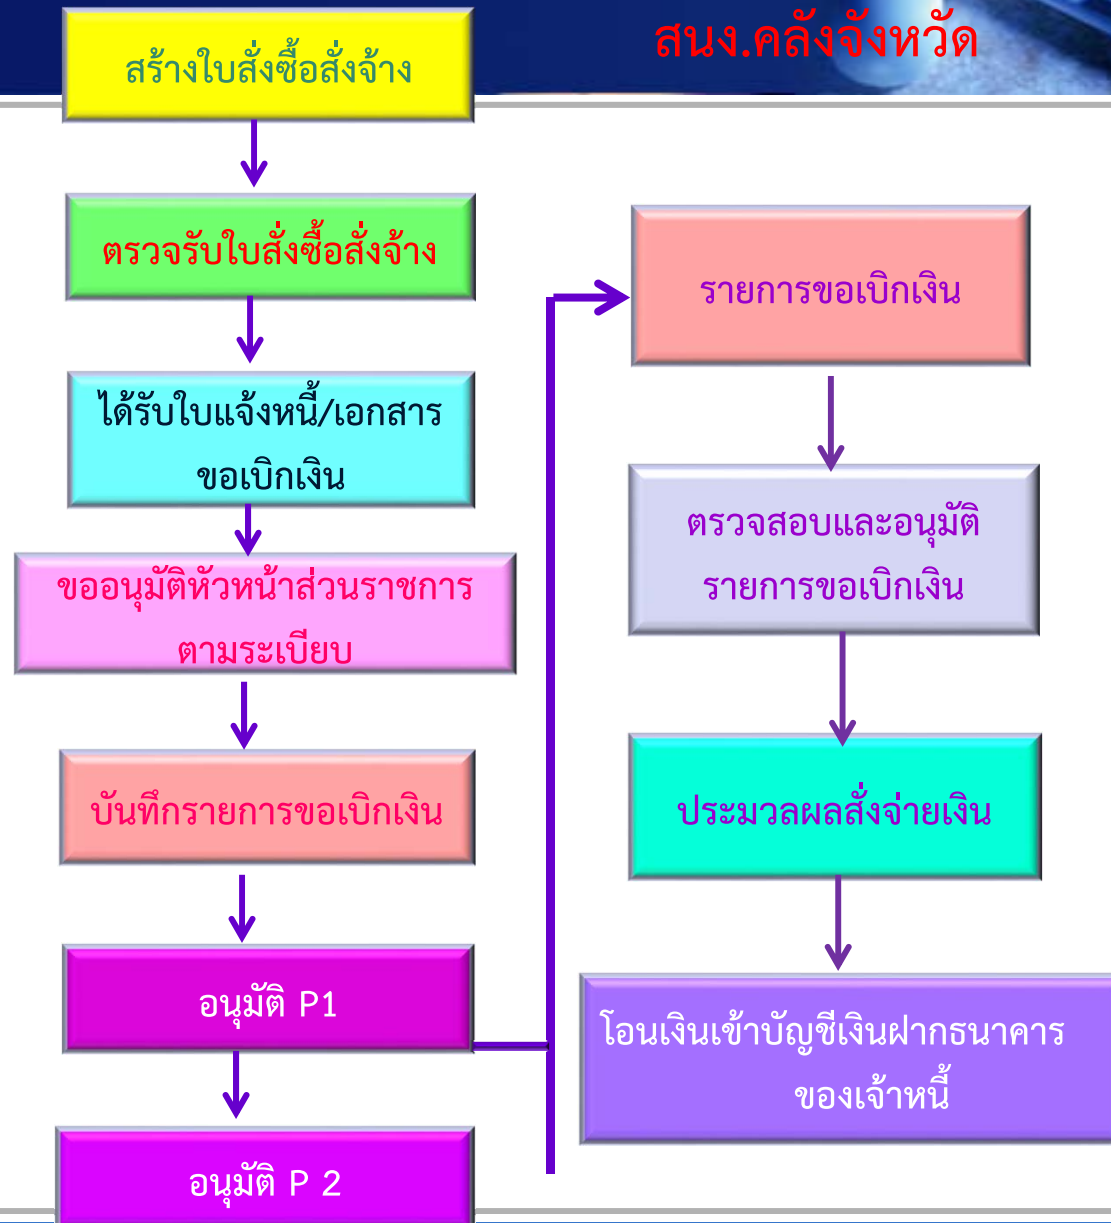 สนง.คลังจังหวัด
สร้างใบสั่งซื้อสั่งจ้าง
ตรวจรับใบสั่งซื้อสั่งจ้าง
ได้รับใบแจ้งหนี้/เอกสาร
ขอเบิกเงิน
ขออนุมัติหัวหน้าส่วนราชการ
ตามระเบียบ
บันทึกรายการขอเบิกเงิน
อนุมัติ P1
อนุมัติ P 2
รายการขอเบิกเงิน
ตรวจสอบและอนุมัติ
รายการขอเบิกเงิน
ประมวลผลสั่งจ่ายเงิน
โอนเงินเข้าบัญชีเงินฝากธนาคาร
ของเจ้าหนี้